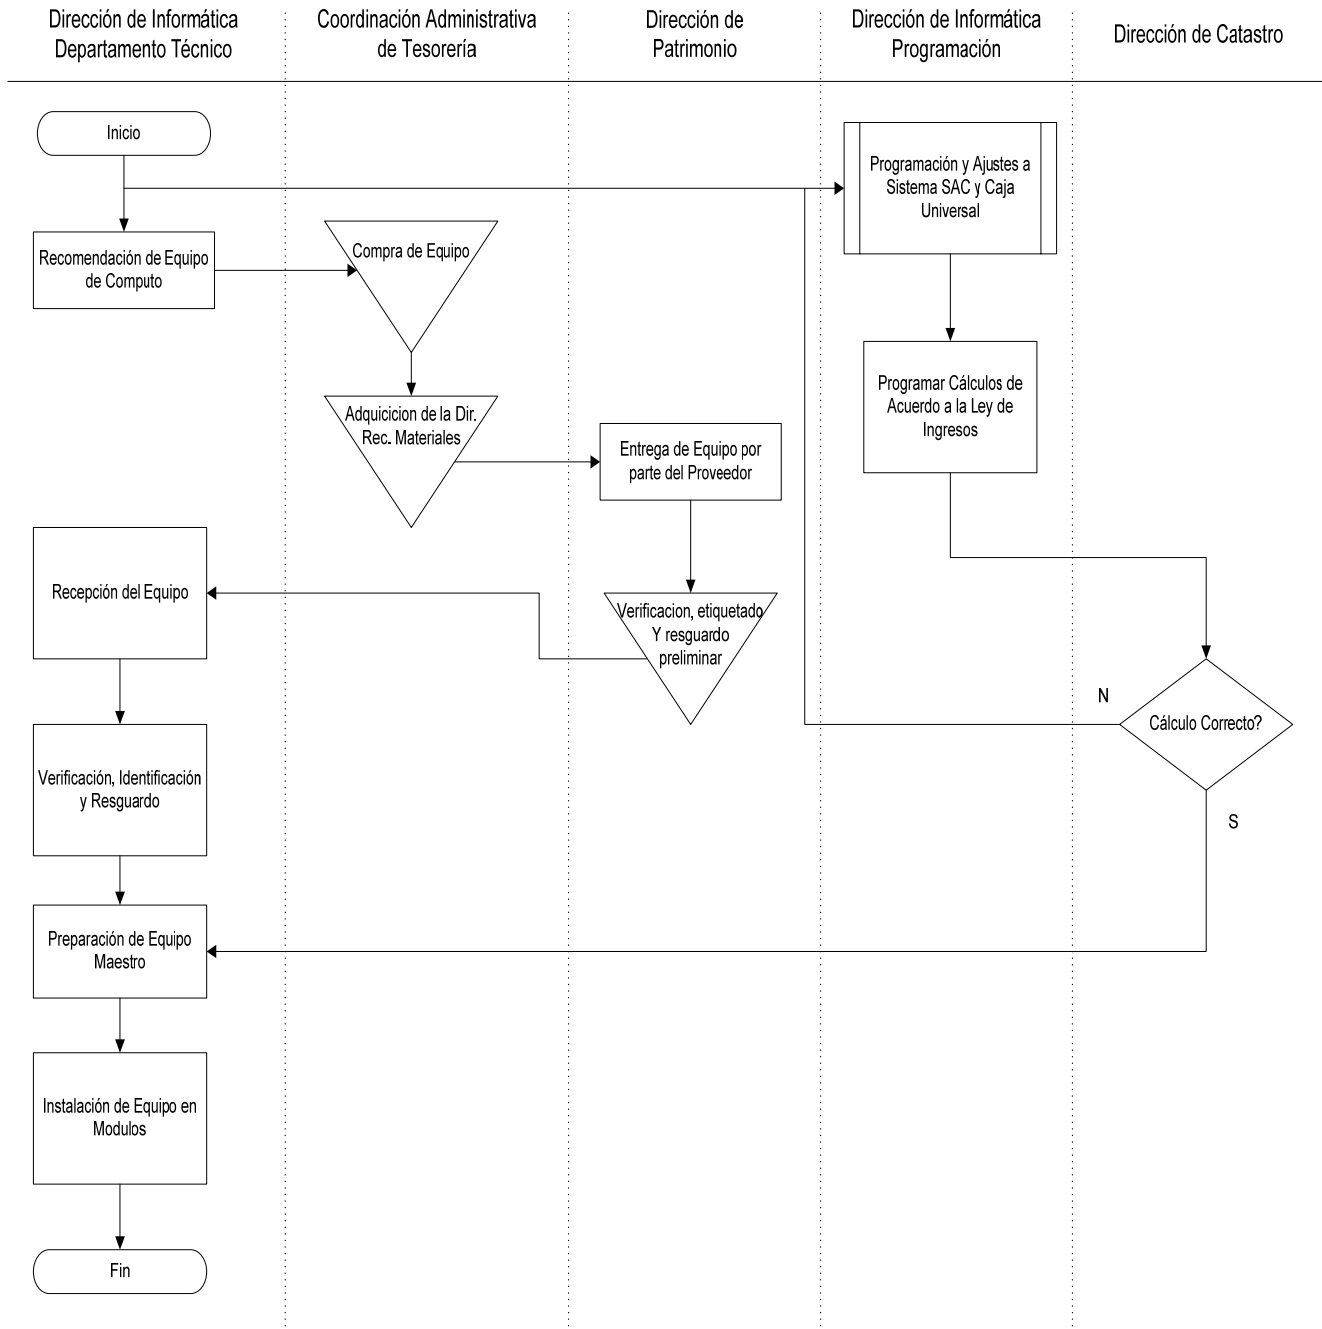 Dirección de Informática
Departamento Técnico
Coordinación Administrativa
de Tesorería
Dirección de
Patrimonio
Dirección de Informática
Programación
Dirección de Catastro
Inicio
Programación y Ajustes a
Sistema SAC y Caja
Universal
Recomendación de Equipo
de Computo
Compra de Equipo
Programar Cálculos de
Acuerdo a la Ley de
Ingresos
Adquicicion de la Dir.
Rec. Materiales
Entrega de Equipo por
parte del Proveedor
Recepción del Equipo
Verificacion, etiquetado
Y resguardo
preliminar
N
Cálculo Correcto?
S
Verificación, Identificación
y Resguardo
Preparación de Equipo
Maestro
Instalación de Equipo en
Modulos
Fin